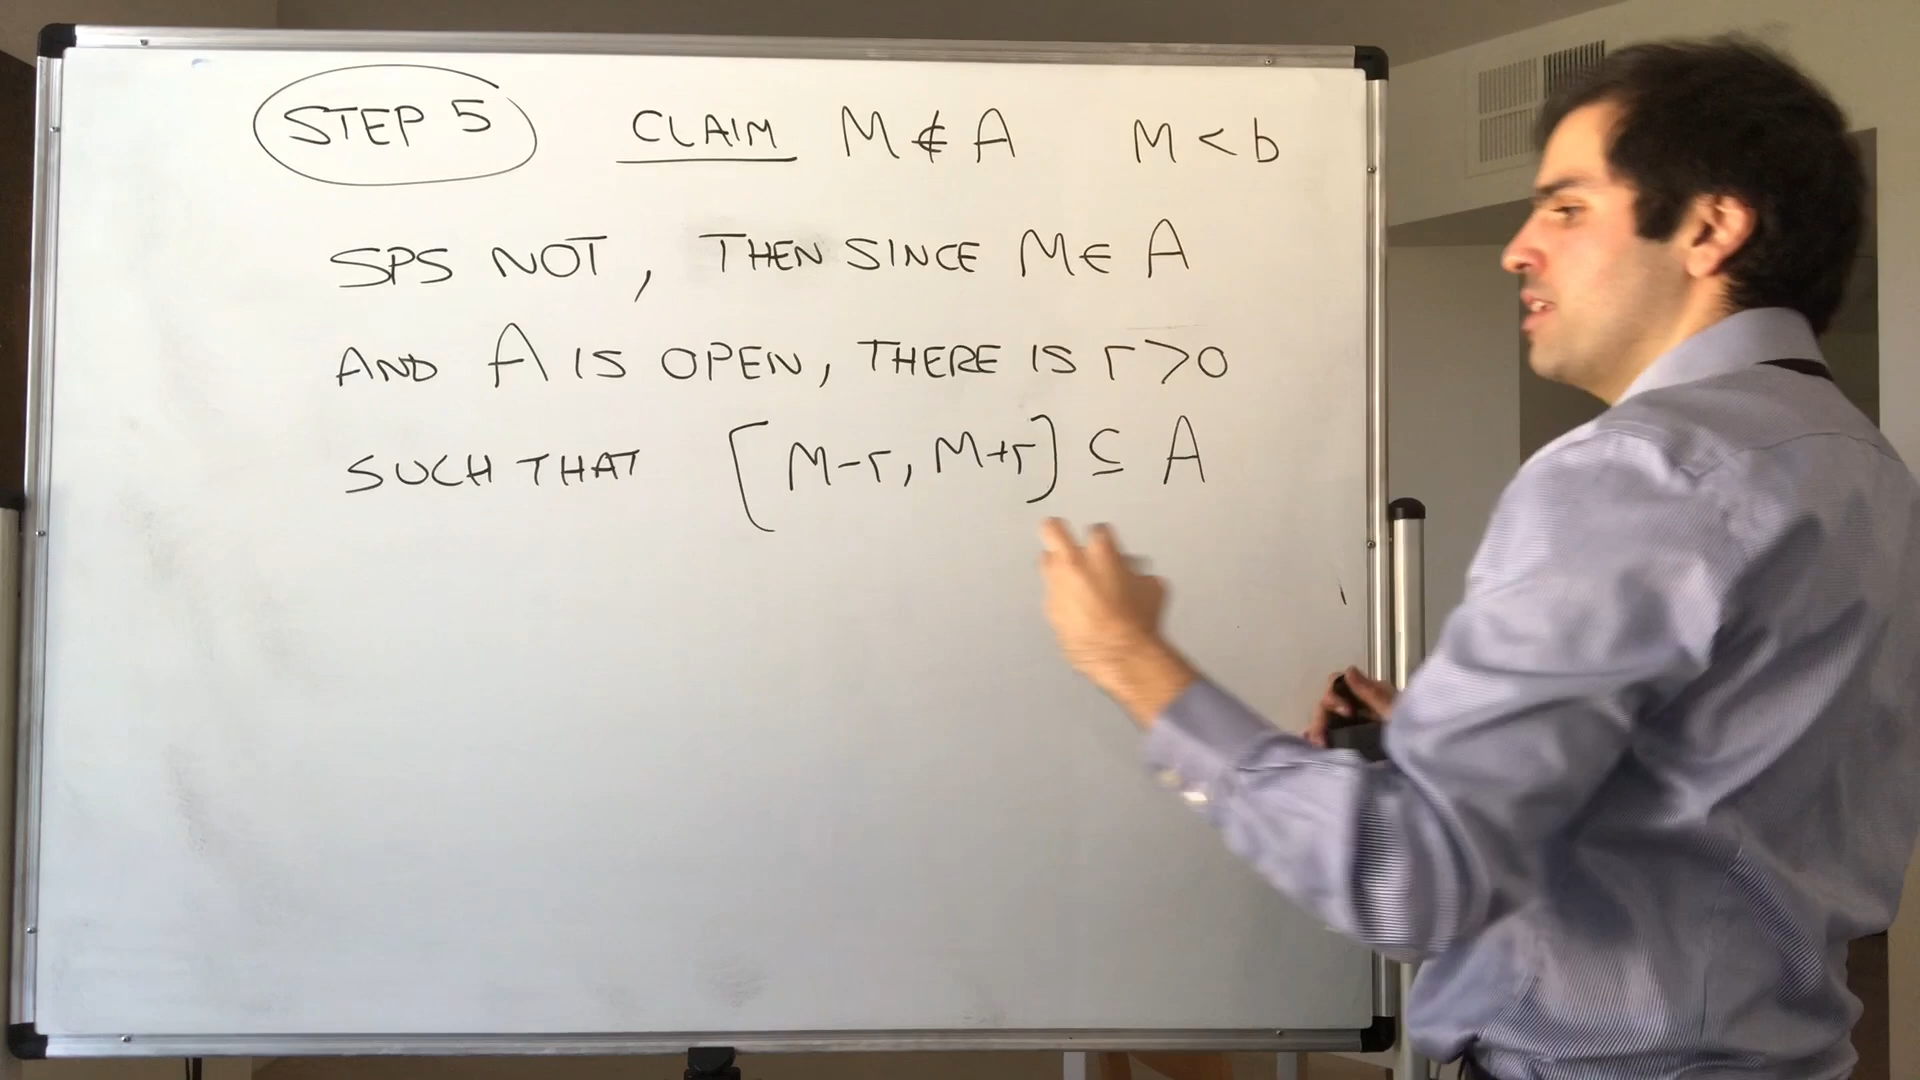 STEP 5 CLAIM M ∉ A M < b
SPS NOT, THEN SINCE M ∈ A
AND A IS OPEN, THERE IS r > 0
SUCH THAT [M-r, M+r] ⊆ A